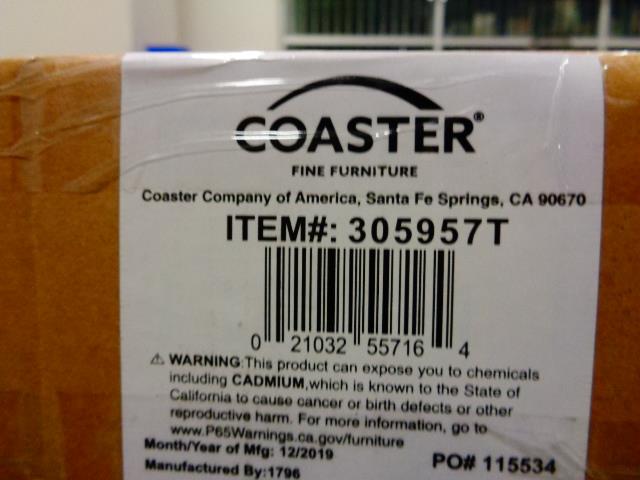 COASTER®
FINE FURNITURE
Coaster Company of America, Santa Fe Springs, CA 90670
ITEM#: 305957T
0 21032 55716 4
⚠ WARNING:This product can expose you to chemicals
including CADMIUM,which is known to the State of
California to cause cancer or birth defects or other
reproductive harm. For more information, go to
www.P65Warnings.ca.gov/furniture
Month/Year of Mfg: 12/2019
Manufactured By:1796
PO# 115534